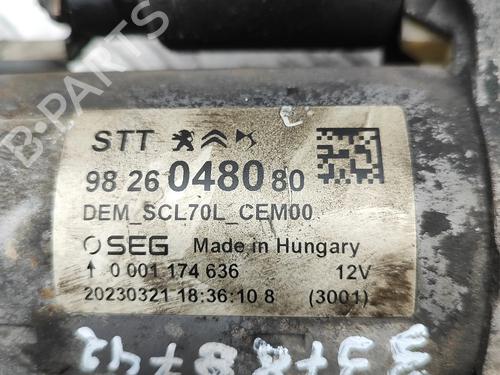 B-PARTS
STT
98 26 0480 80
DEM_SCL70L_CEM00
SEG Made in Hungary
0 001 174 636 12V
20230321 18:36:10 8 (3001)